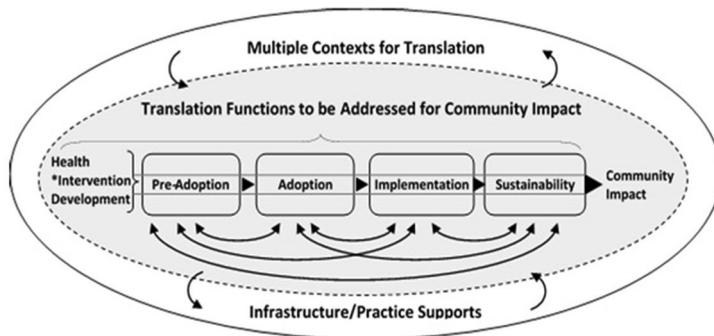 Multiple Contexts for Translation
Translation Functions to be Addressed for Community Impact
Health
*Intervention
Development
Pre-Adoption
Adoption
Implementation
Sustainability
Community
Impact
Infrastructure/Practice Supports